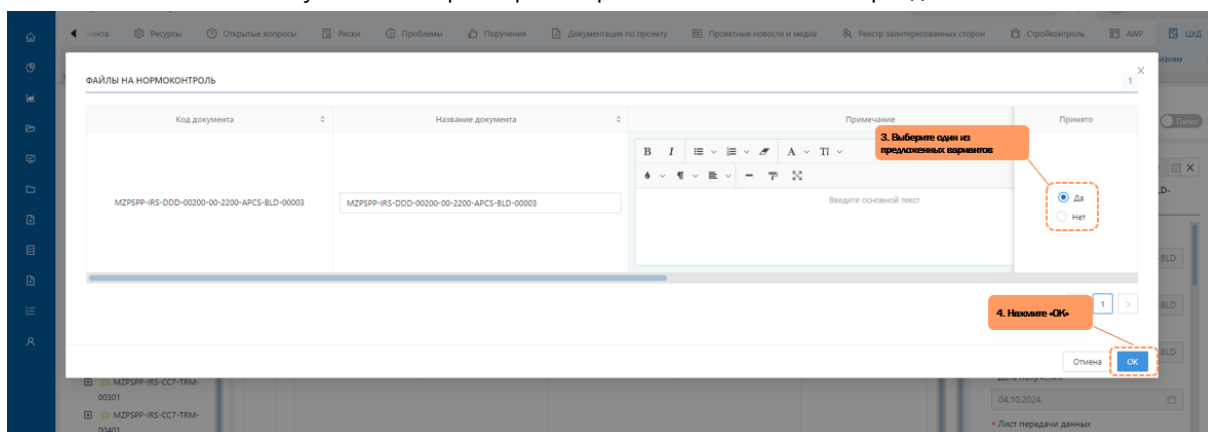 Ресурсы Открытые вопросы Риски Проблемы Поручения Документация по проекту Проектные новости и медиа Реестр заинтересованных сторон Стройконтроль AWP ЦУД
ФАЙЛЫ НА НОРМОКОНТРОЛЬ 1
Код документа Название документа Примечание Принято
3. Выберите один из
предложенных вариантов
B I A TI
MZPSPP-IRS-DDD-00200-00-2200-APCS-BLD-00003 MZPSPP-IRS-DDD-00200-00-2200-APCS-BLD-00003 Введите основной текст Да
Нет
1
4. Нажмите «ОК»
Отмена ОК
MZPSPP-IRS-CC7-TRM-
00301
04.10.2024
MZPSPP-IRS-CC7-TRM-
00401
* Лист передачи данных